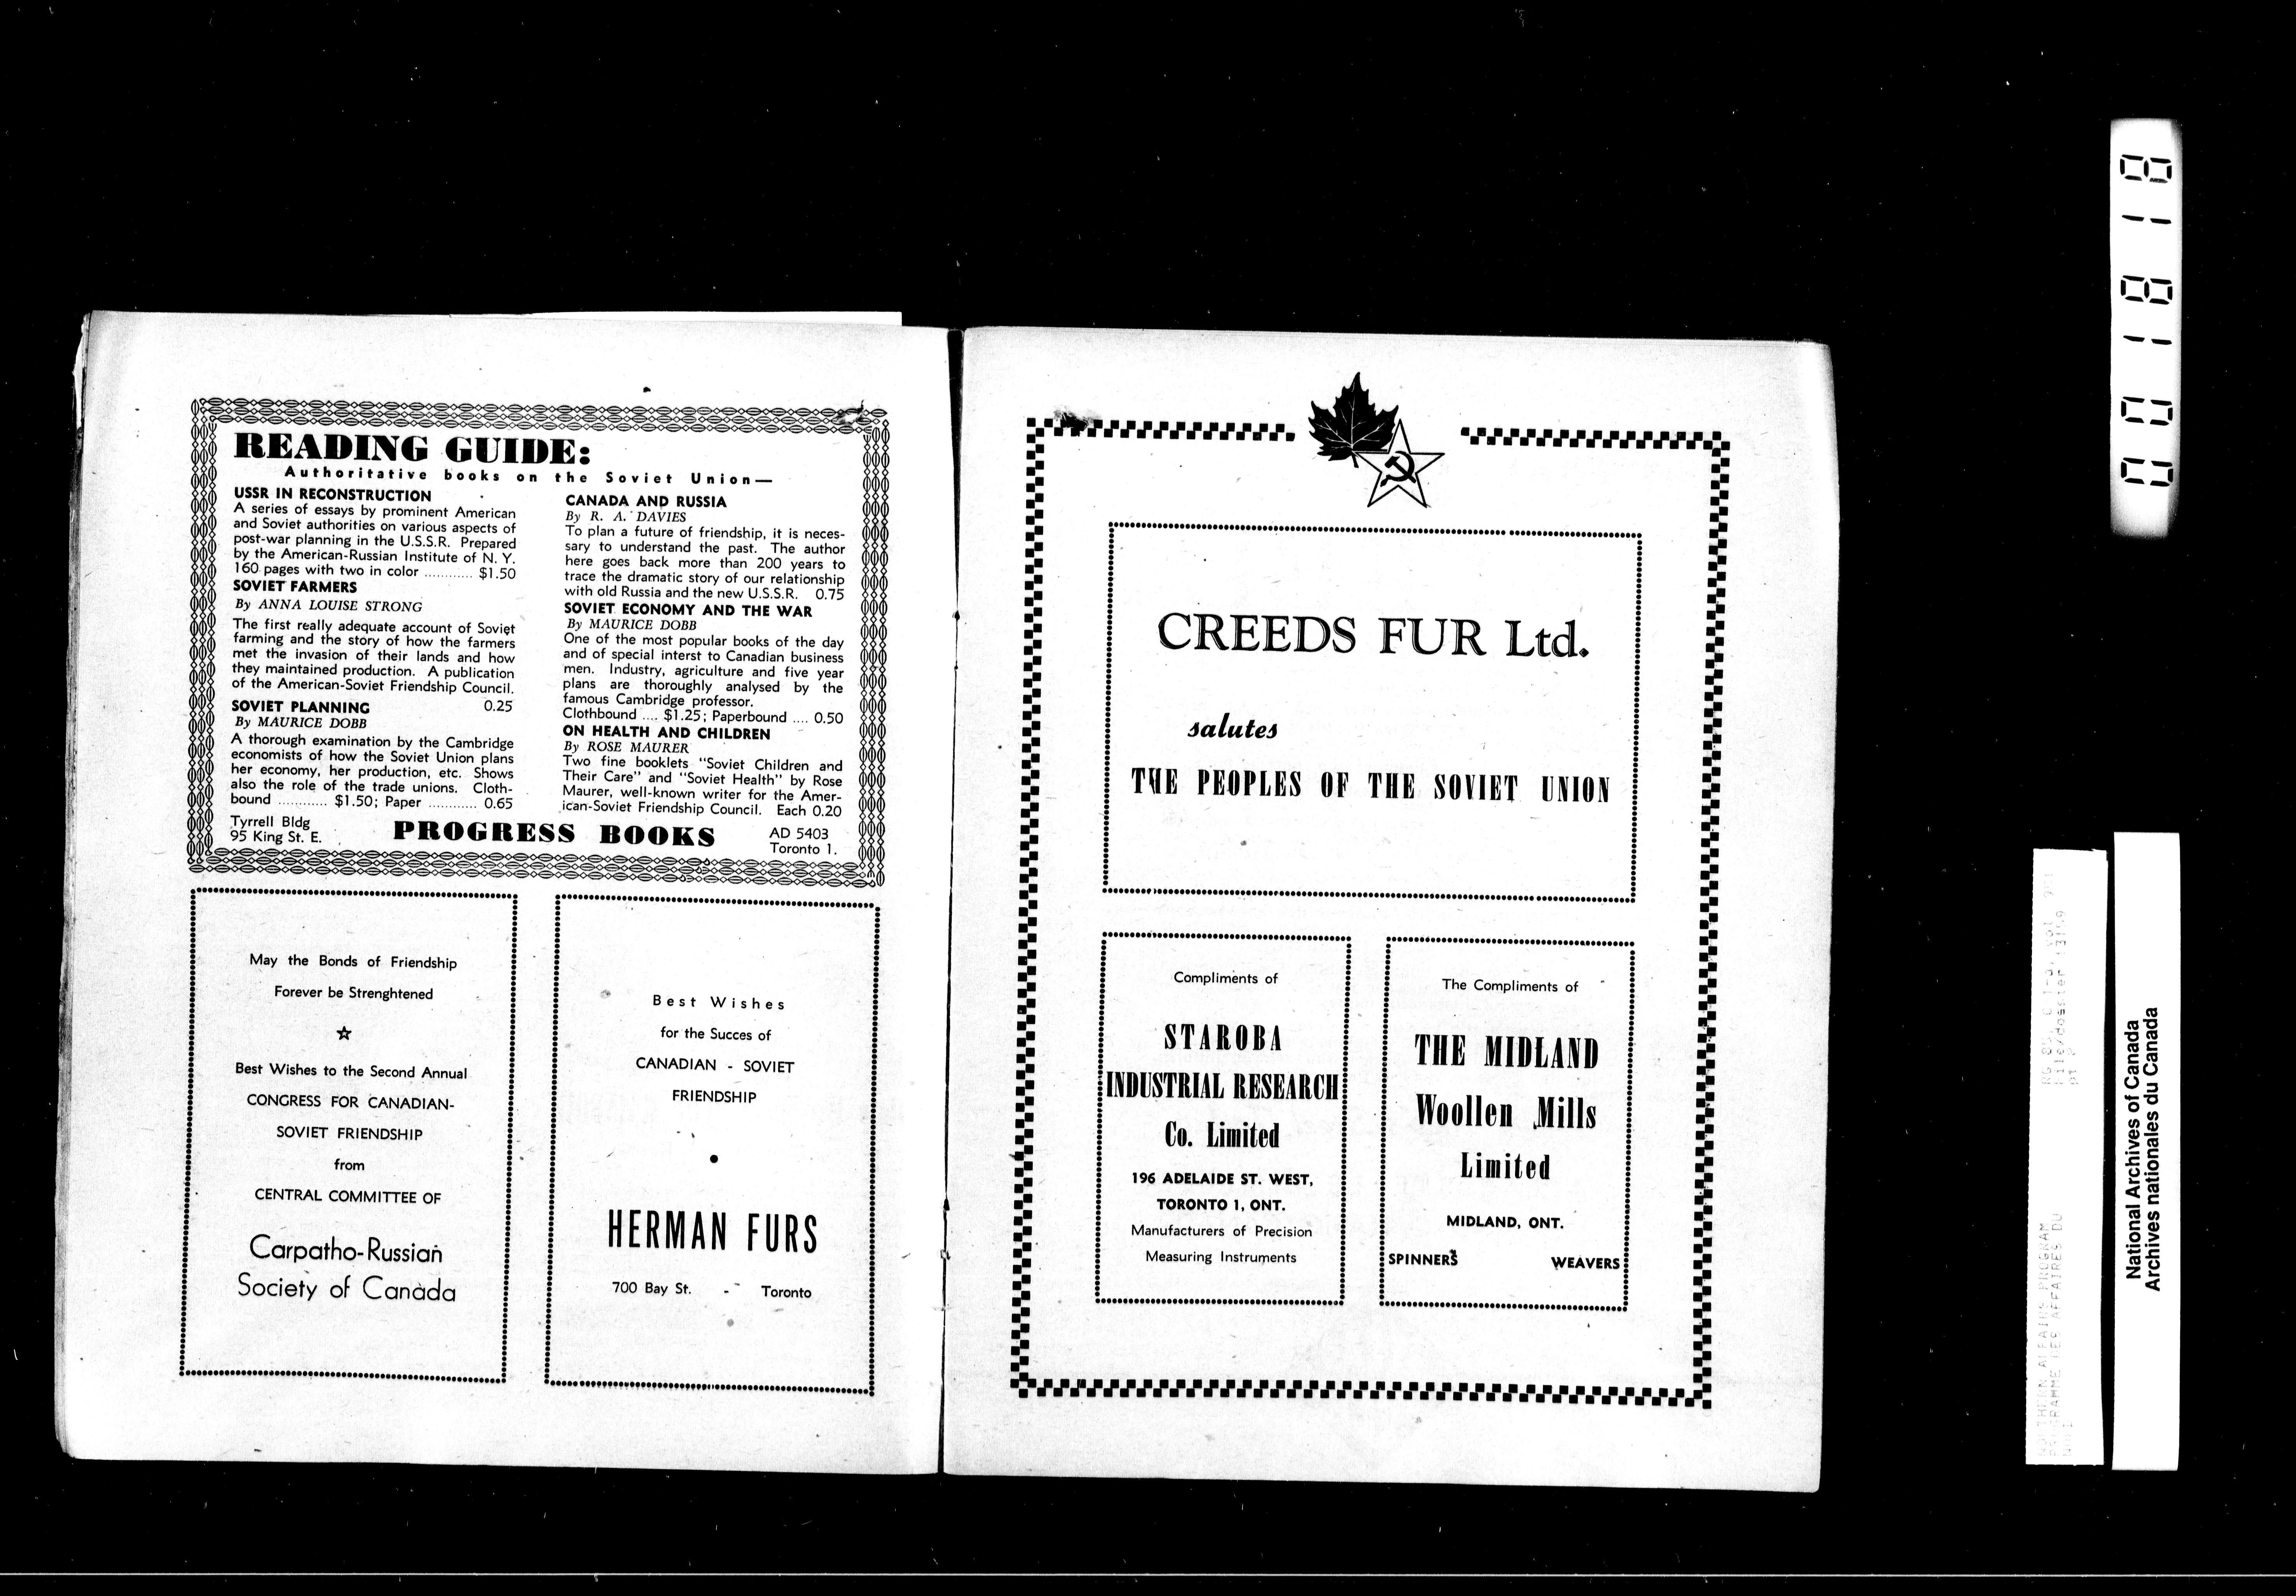 READING GUIDE:
Authoritative books on the Soviet Union—
USSR IN RECONSTRUCTION
A series of essays by prominent American
and Soviet authorities on various aspects of
post-war planning in the U.S.S.R. Prepared
by the American-Russian Institute of N. Y.
160 pages with two in color ............ $1.50
SOVIET FARMERS
By ANNA LOUISE STRONG
The first really adequate account of Soviet
farming and the story of how the farmers
met the invasion of their lands and how
they maintained production. A publication
of the American-Soviet Friendship Council.
0.25
SOVIET PLANNING
By MAURICE DOBB
A thorough examination by the Cambridge
economists of how the Soviet Union plans
her economy, her production, etc. Shows
also the role of the trade unions. Cloth-
bound ............ $1.50; Paper ............ 0.65
CANADA AND RUSSIA
By R. A. DAVIES
To plan a future of friendship, it is neces-
sary to understand the past. The author
here goes back more than 200 years to
trace the dramatic story of our relationship
with old Russia and the new U.S.S.R. 0.75
SOVIET ECONOMY AND THE WAR
By MAURICE DOBB
One of the most popular books of the day
and of special interst to Canadian business
men. Industry, agriculture and five year
plans are thoroughly analysed by the
famous Cambridge professor.
Clothbound .... $1.25; Paperbound .... 0.50
ON HEALTH AND CHILDREN
By ROSE MAURER
Two fine booklets "Soviet Children and
Their Care" and "Soviet Health" by Rose
Maurer, well-known writer for the Amer-
ican-Soviet Friendship Council. Each 0.20
Tyrrell Bldg
95 King St. E.
PROGRESS BOOKS
AD 5403
Toronto 1.
May the Bonds of Friendship
Forever be Strenghtened
Best Wishes to the Second Annual
CONGRESS FOR CANADIAN-
SOVIET FRIENDSHIP
from
CENTRAL COMMITTEE OF
Carpatho-Russian
Society of Canada
Best Wishes
for the Succes of
CANADIAN - SOVIET
FRIENDSHIP
HERMAN FURS
700 Bay St. - Toronto
CREEDS FUR Ltd.
salutes
THE PEOPLES OF THE SOVIET UNION
Compliments of
STAROBA
INDUSTRIAL RESEARCH
Co. Limited
196 ADELAIDE ST. WEST,
TORONTO 1, ONT.
Manufacturers of Precision
Measuring Instruments
The Compliments of
THE MIDLAND
Woollen Mills
Limited
MIDLAND, ONT.
SPINNERS WEAVERS
001818
National Archives of Canada
Archives nationales du Canada